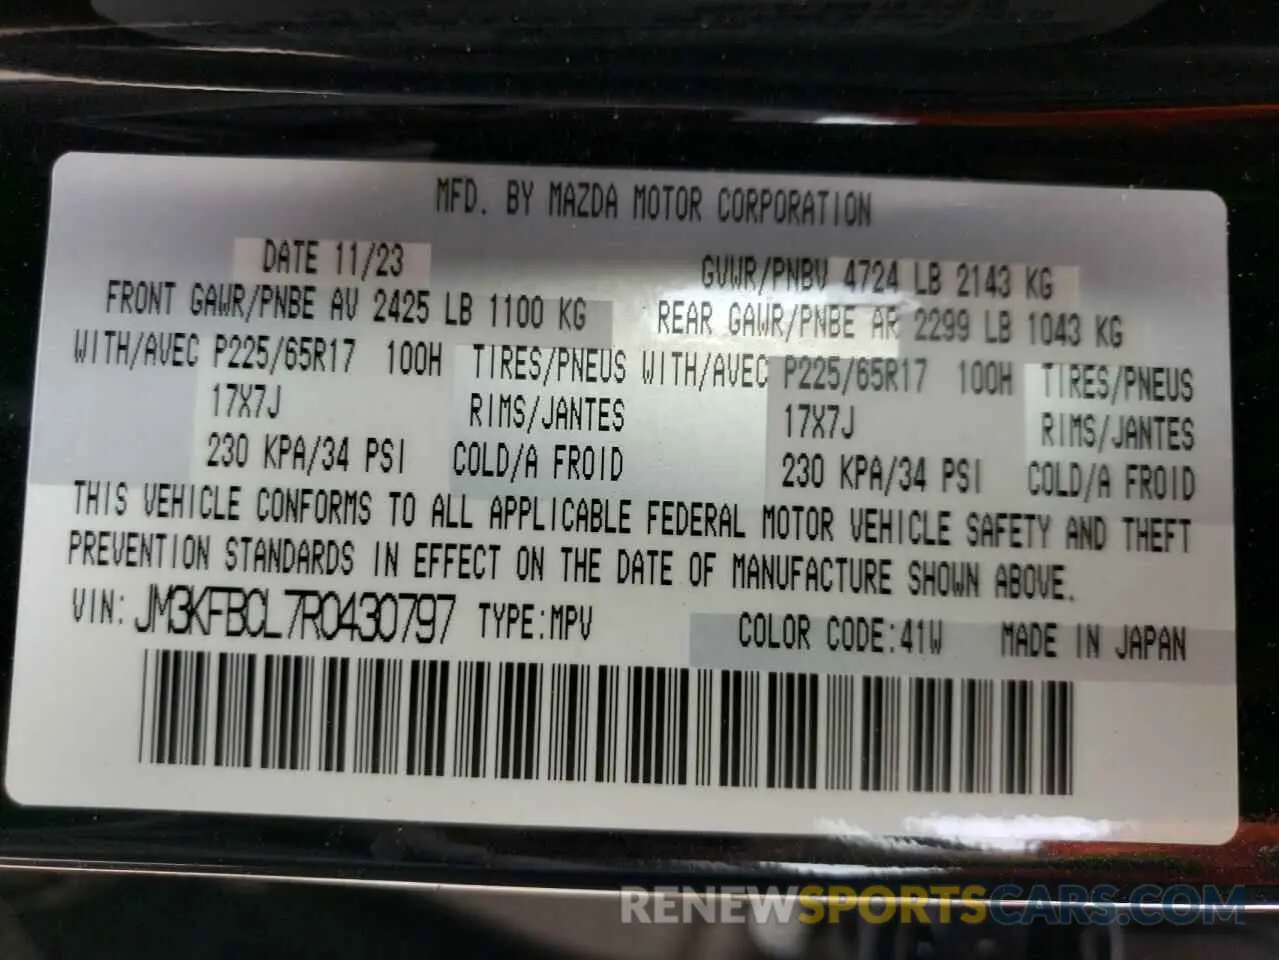 MFD. BY MAZDA MOTOR CORPORATION
DATE 11/23 GVWR/PNBV 4724 LB 2143 KG
FRONT GAWR/PNBE AV 2425 LB 1100 KG REAR GAWR/PNBE AR 2299 LB 1043 KG
WITH/AVEC P225/65R17 100H TIRES/PNEUS WITH/AVEC P225/65R17 100H TIRES/PNEUS
17X7J RIMS/JANTES 17X7J RIMS/JANTES
230 KPA/34 PSI COLD/A FROID 230 KPA/34 PSI COLD/A FROID
THIS VEHICLE CONFORMS TO ALL APPLICABLE FEDERAL MOTOR VEHICLE SAFETY AND THEFT
PREVENTION STANDARDS IN EFFECT ON THE DATE OF MANUFACTURE SHOWN ABOVE.
VIN: JM3KFBCL7R0430797 TYPE:MPV COLOR CODE:41W MADE IN JAPAN
RENEWSPORTSCARS.COM